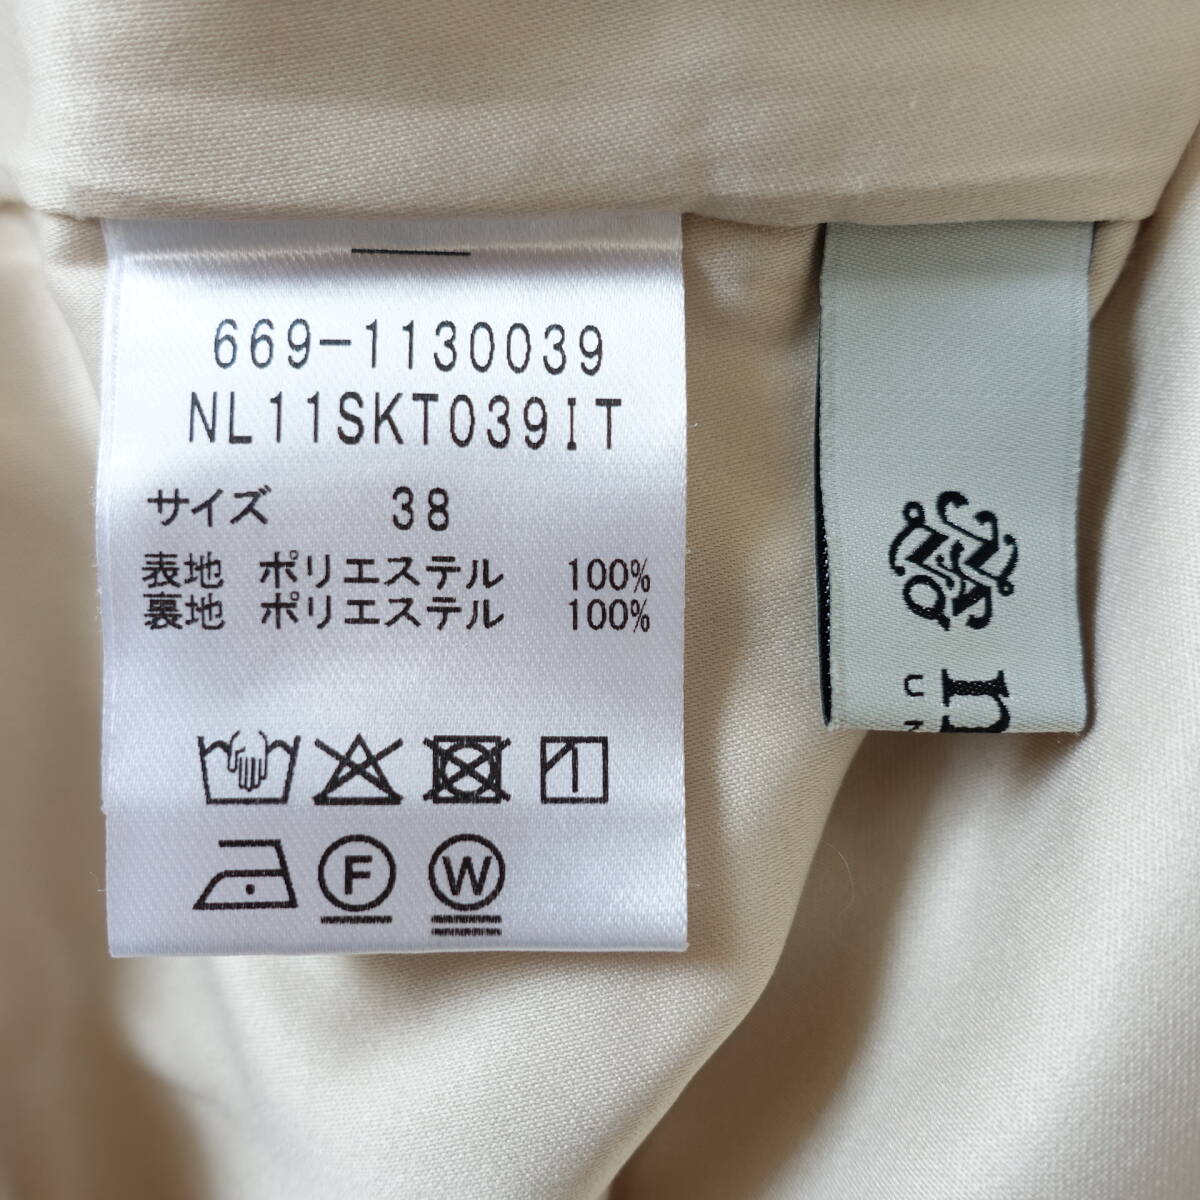 669-1130039
NL11SKT039IT
サイズ 38
表地 ポリエステル 100%
裏地 ポリエステル 100%
F
W